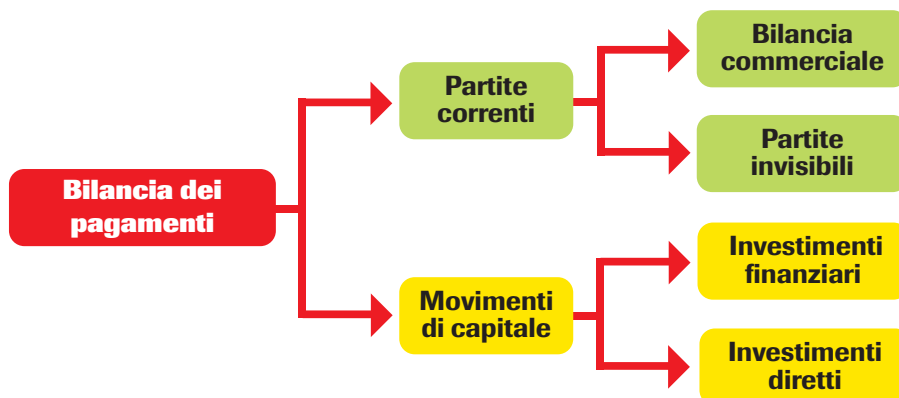 Bilancia dei
pagamenti
Partite
correnti
Bilancia
commerciale
Partite
invisibili
Movimenti
di capitale
Investimenti
finanziari
Investimenti
diretti